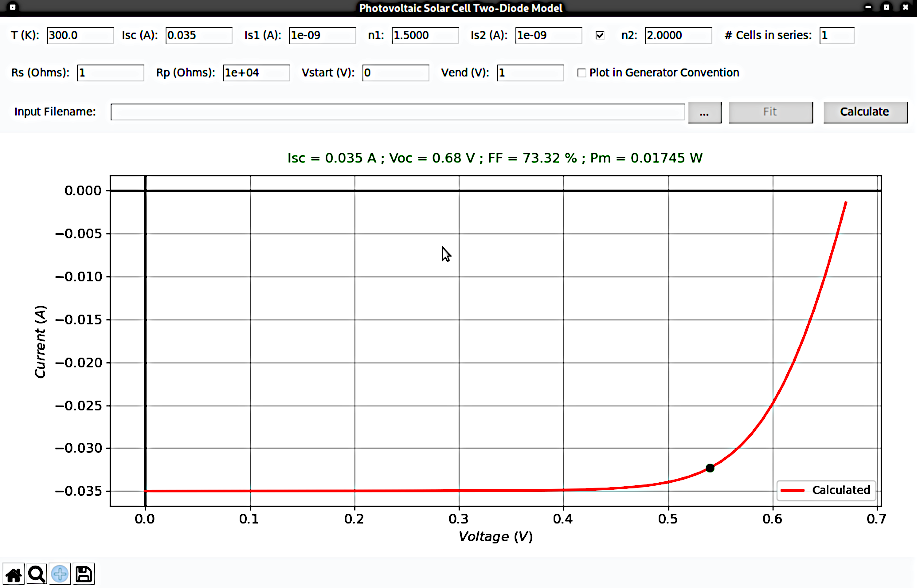 Photovoltaic Solar Cell Two-Diode Model
T (K): 300.0 Isc (A): 0.035 Is1 (A): 1e-09 n1: 1.5000 Is2 (A): 1e-09 n2: 2.0000 # Cells in series: 1
Rs (Ohms): 1 Rp (Ohms): 1e+04 Vstart (V): 0 Vend (V): 1 Plot in Generator Convention
Input Filename: ... Fit Calculate
Isc = 0.035 A ; Voc = 0.68 V ; FF = 73.32 % ; Pm = 0.01745 W
0.000
−0.005
−0.010
−0.015
−0.020
−0.025
−0.030
−0.035
Current (A)
Calculated
0.0 0.1 0.2 0.3 0.4 0.5 0.6 0.7
Voltage (V)